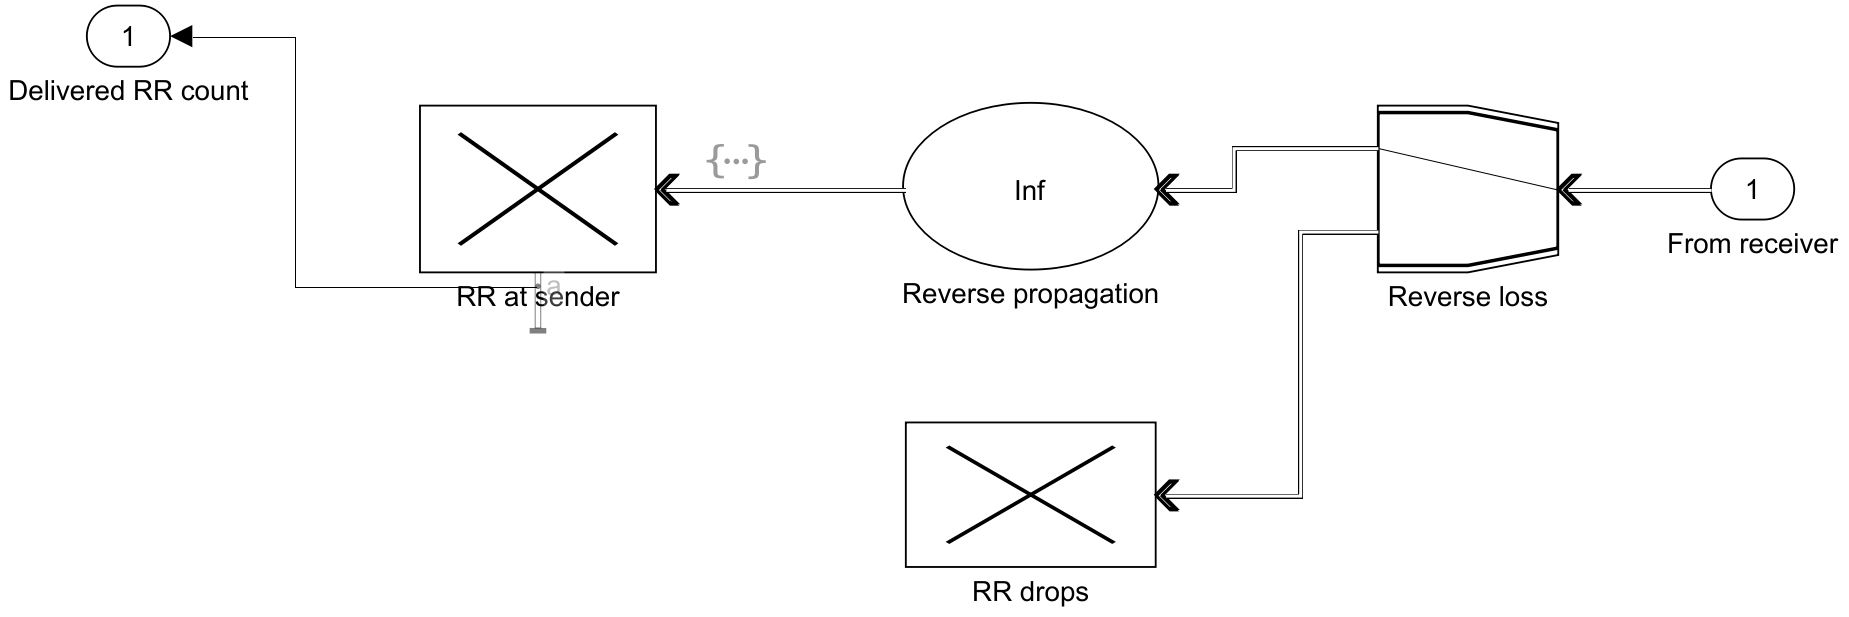 1
Delivered RR count
{...}
Inf
1
From receiver
a
RR at sender
Reverse propagation
Reverse loss
RR drops